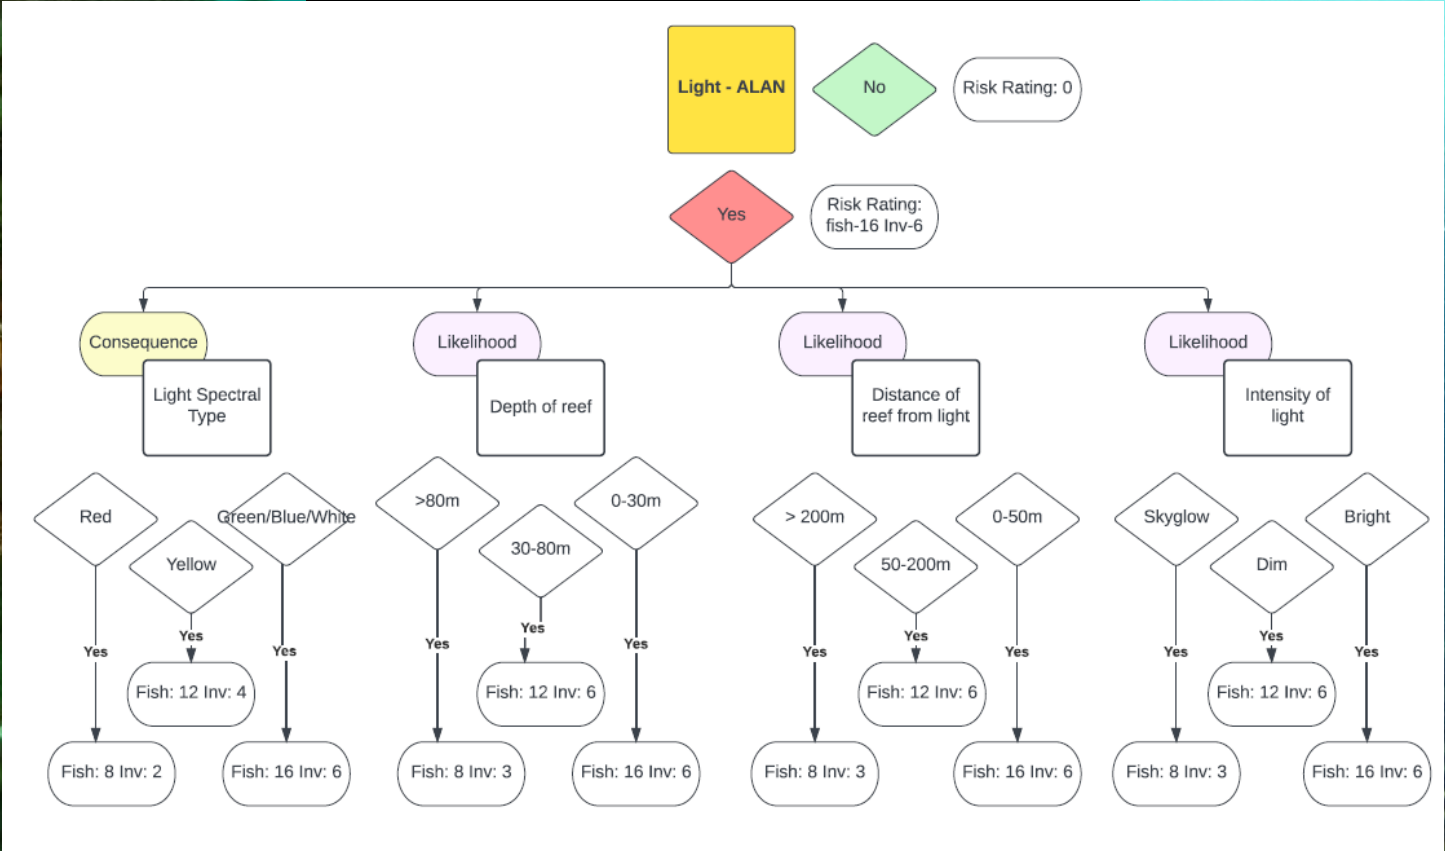 Light - ALAN
No
Risk Rating: 0
Yes
Risk Rating:
fish-16 Inv-6
Consequence
Light Spectral
Type
Likelihood
Depth of reef
Likelihood
Distance of
reef from light
Likelihood
Intensity of
light
Red
Yellow
Green/Blue/White
>80m
30-80m
0-30m
> 200m
50-200m
0-50m
Skyglow
Dim
Bright
Yes
Yes
Yes
Yes
Yes
Yes
Yes
Yes
Yes
Yes
Yes
Yes
Fish: 12 Inv: 4
Fish: 12 Inv: 6
Fish: 12 Inv: 6
Fish: 12 Inv: 6
Fish: 8 Inv: 2
Fish: 16 Inv: 6
Fish: 8 Inv: 3
Fish: 16 Inv: 6
Fish: 8 Inv: 3
Fish: 16 Inv: 6
Fish: 8 Inv: 3
Fish: 16 Inv: 6